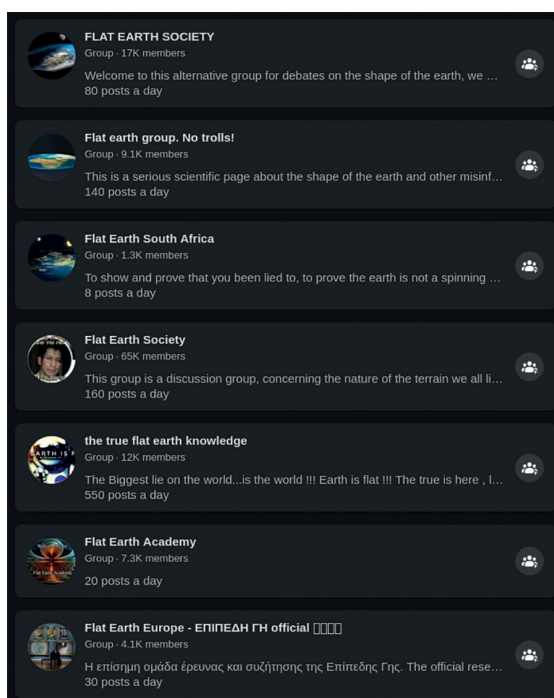 FLAT EARTH SOCIETY
Group · 17K members
Welcome to this alternative group for debates on the shape of the earth, we …
80 posts a day
Flat earth group. No trolls!
Group · 9.1K members
This is a serious scientific page about the shape of the earth and other misinf…
140 posts a day
Flat Earth South Africa
Group · 1.3K members
To show and prove that you been lied to, to prove the earth is not a spinning …
8 posts a day
Flat Earth Society
Group · 65K members
This group is a discussion group, concerning the nature of the terrain we all li…
160 posts a day
ARTH IS
the true flat earth knowledge
Group · 12K members
The Biggest lie on the world...is the world !!! Earth is flat !!! The true is here , I…
550 posts a day
Flat Earth Academy
Group · 7.3K members
20 posts a day
Flat Earth Europe - ΕΠΙΠΕΔΗ ΓΗ official
Group · 4.1K members
Η επίσημη ομάδα έρευνας και συζήτησης της Επίπεδης Γης. The official rese…
30 posts a day